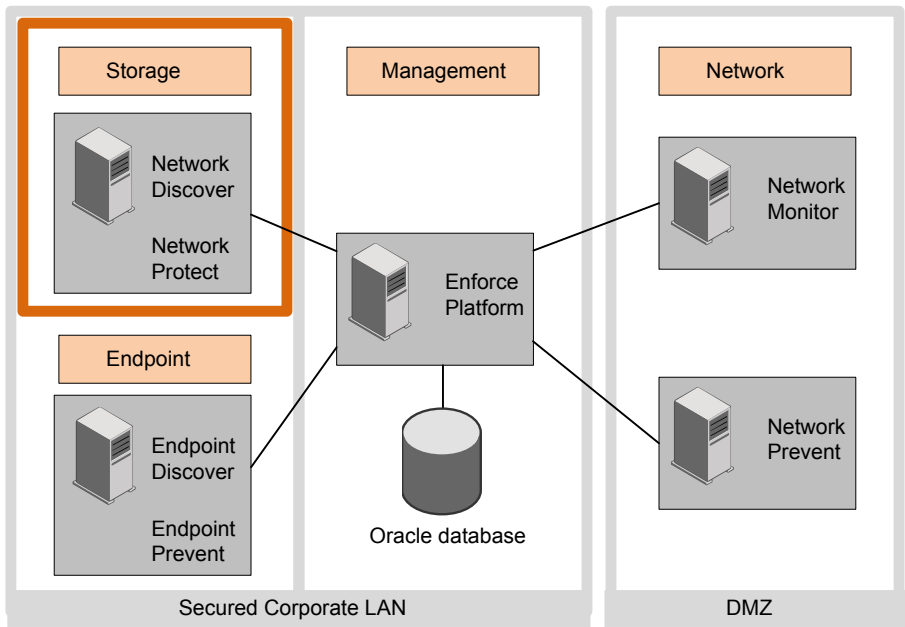 Storage
Management
Network
Network
Discover
Network
Protect
Network
Monitor
Enforce
Platform
Endpoint
Endpoint
Discover
Endpoint
Prevent
Network
Prevent
Oracle database
Secured Corporate LAN
DMZ